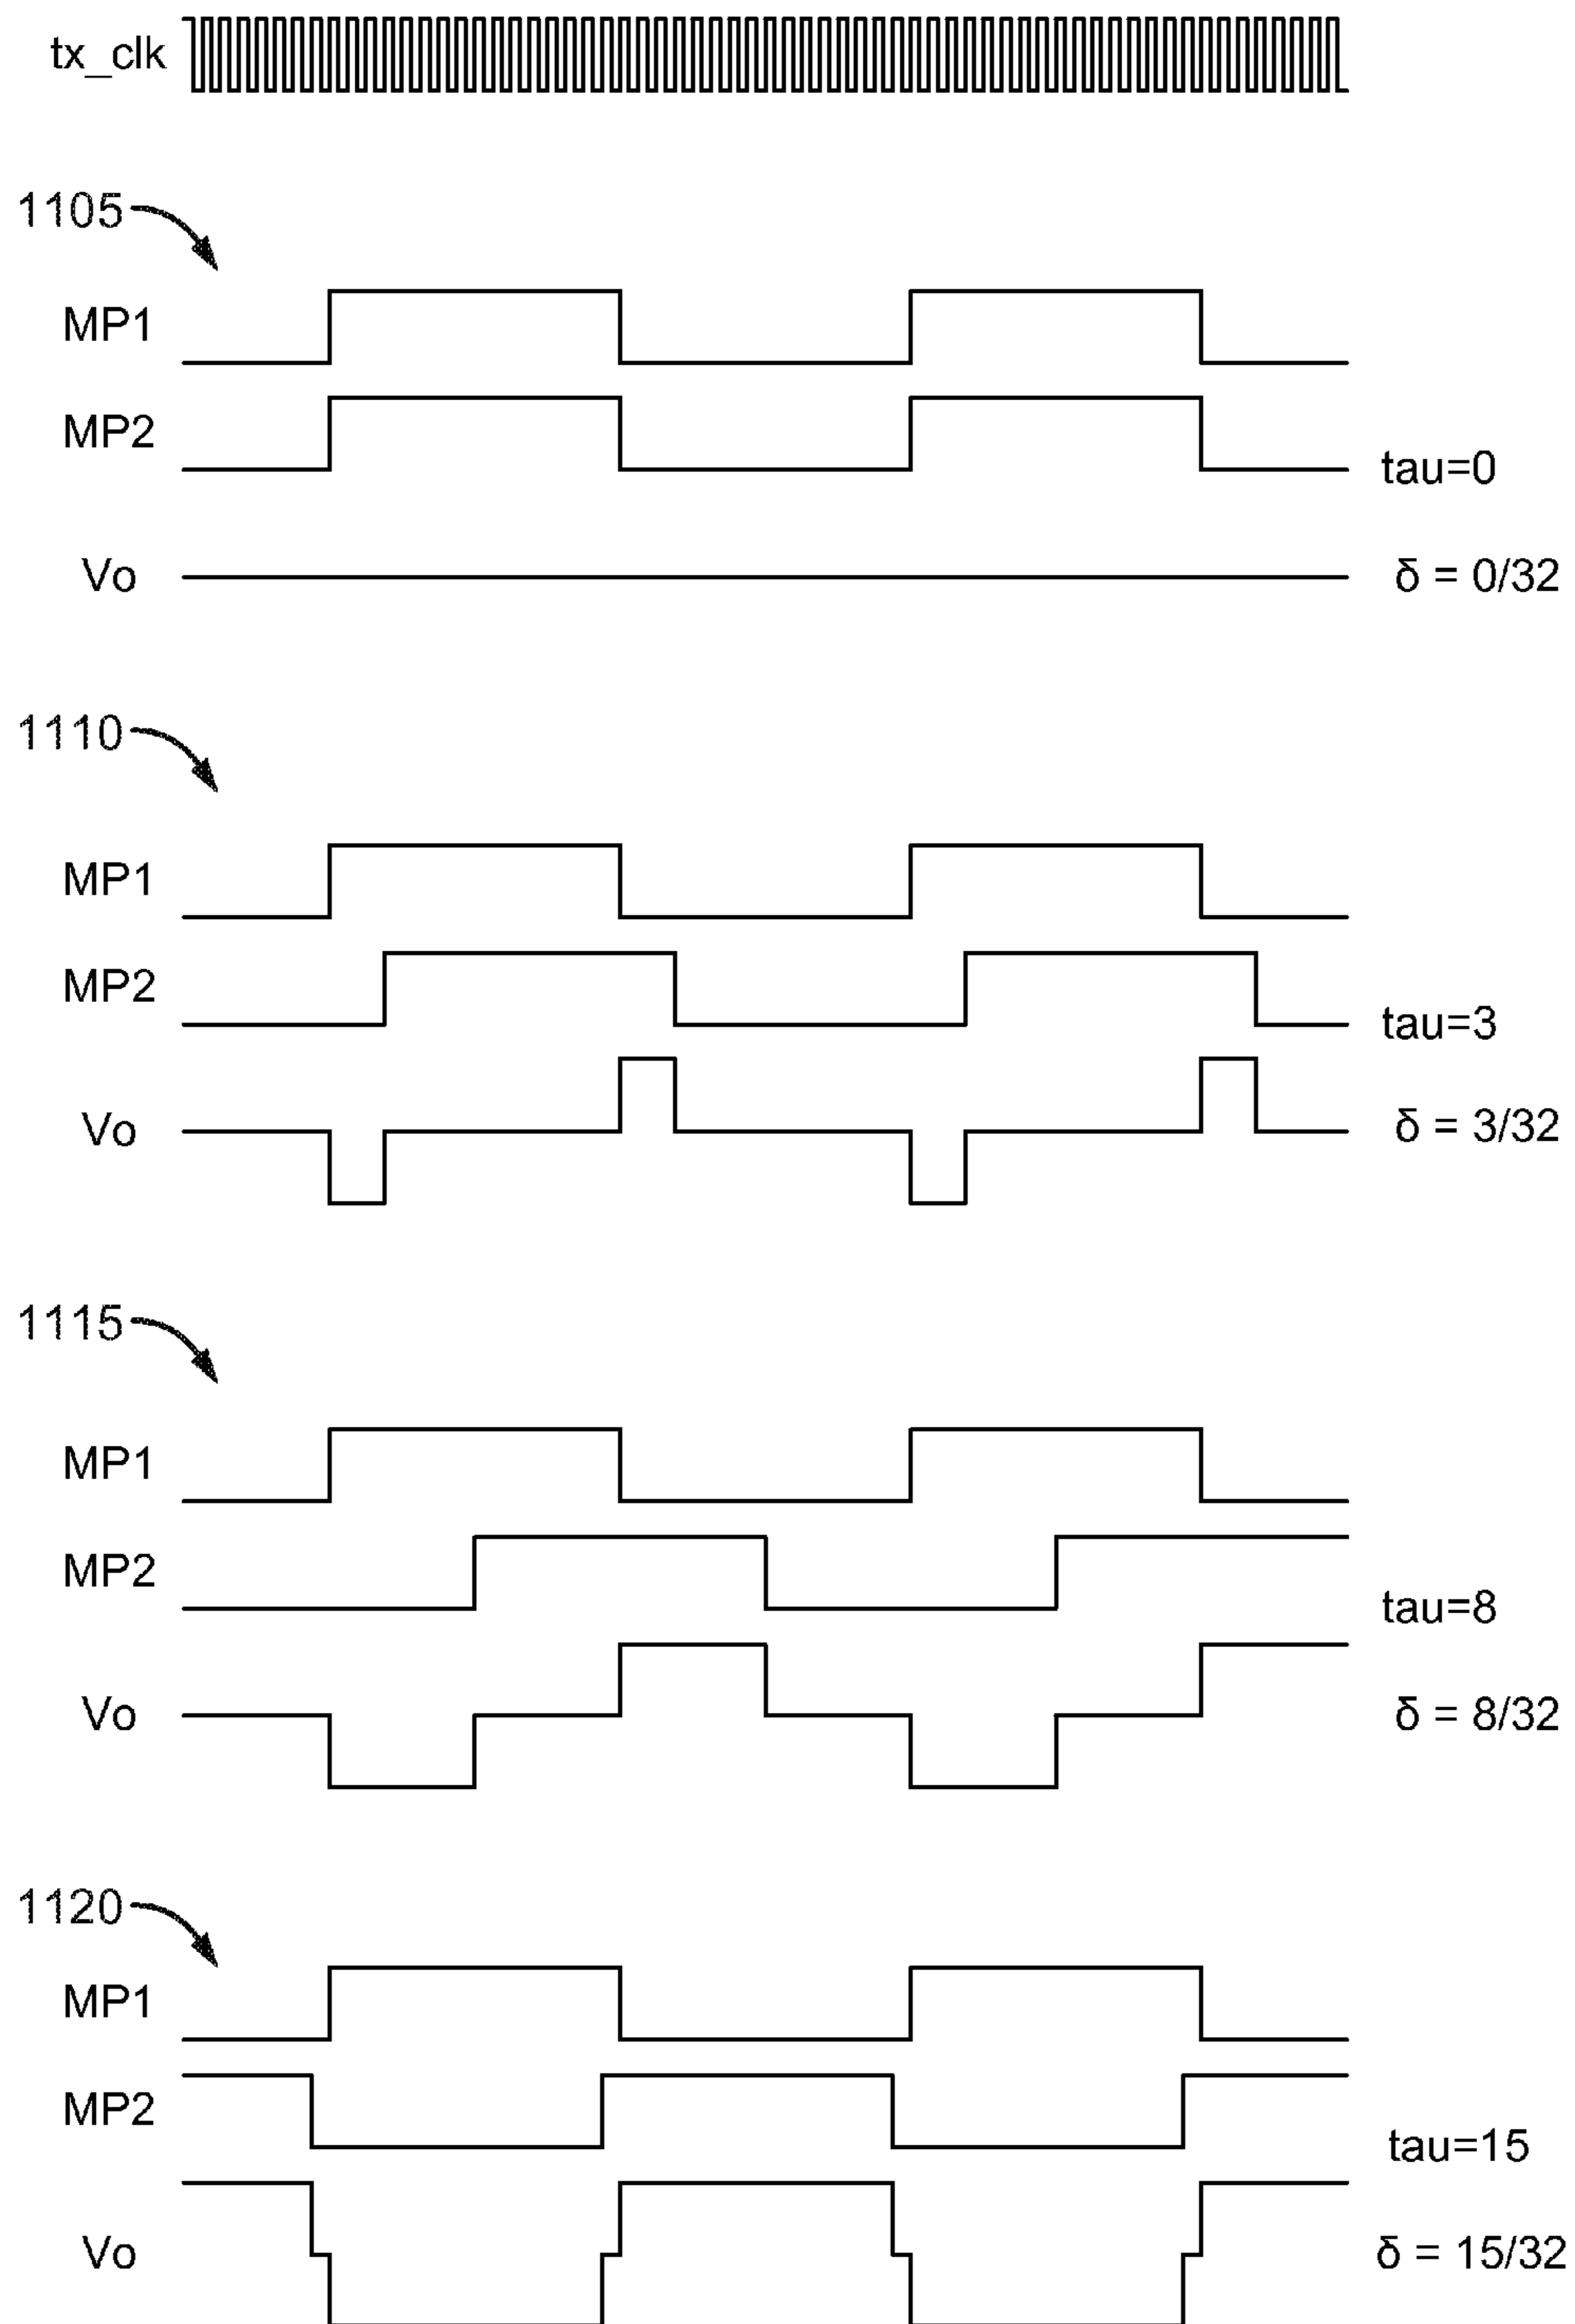 tx_clk
1105
MP1
MP2
tau=0
Vo
δ = 0/32
1110
MP1
MP2
tau=3
Vo
δ = 3/32
1115
MP1
MP2
tau=8
Vo
δ = 8/32
1120
MP1
MP2
tau=15
Vo
δ = 15/32